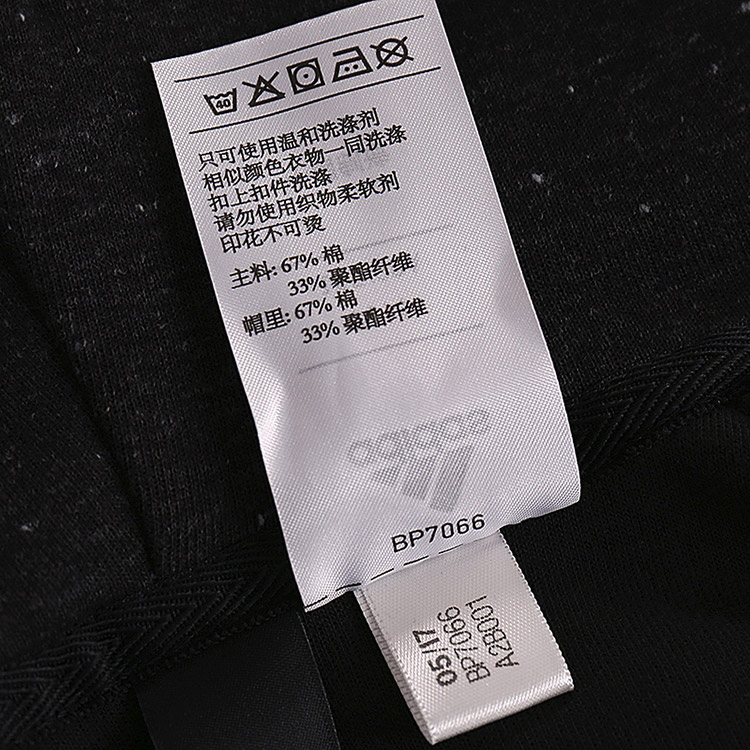 40
只可使用温和洗涤剂
相似颜色衣物一同洗涤
扣上扣件洗涤
请勿使用织物柔软剂
印花不可烫
主料: 67% 棉
33% 聚酯纤维
帽里: 67% 棉
33% 聚酯纤维
adidas
BP7066
05/17
BP7066
A2B001